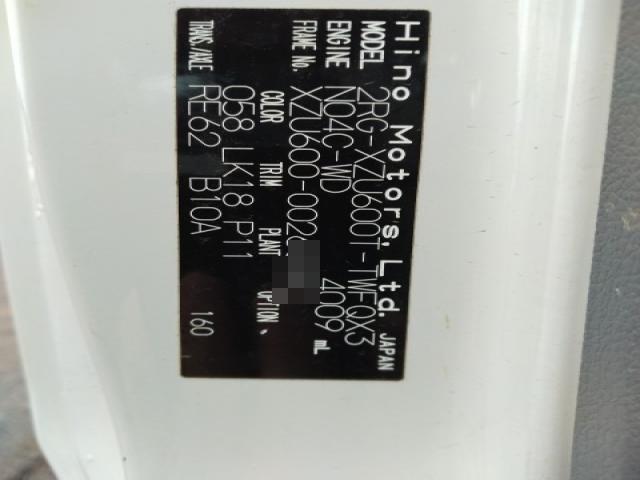 Hino Motors, Ltd. JAPAN
MODEL 2RG-XZU600T-TWFQX3
ENGINE N04C-WD 4009 mL
FRAME No. XZU600-002
COLOR TRIM PLANT OPTION
058 LK18 P11
TRANS./AXLE RE62 B10A 160